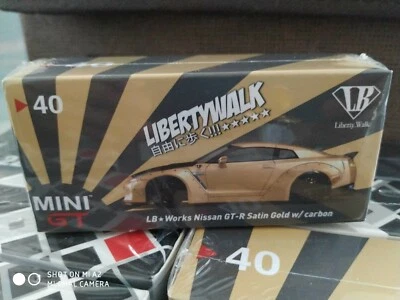 40
LIBERTYWALK
自由に歩く!!!★★★★★
LB
Liberty Walk
MINI
GT
LB★Works Nissan GT-R Satin Gold w/ carbon
40
SHOT ON MI A2
MI DUAL CAMERA